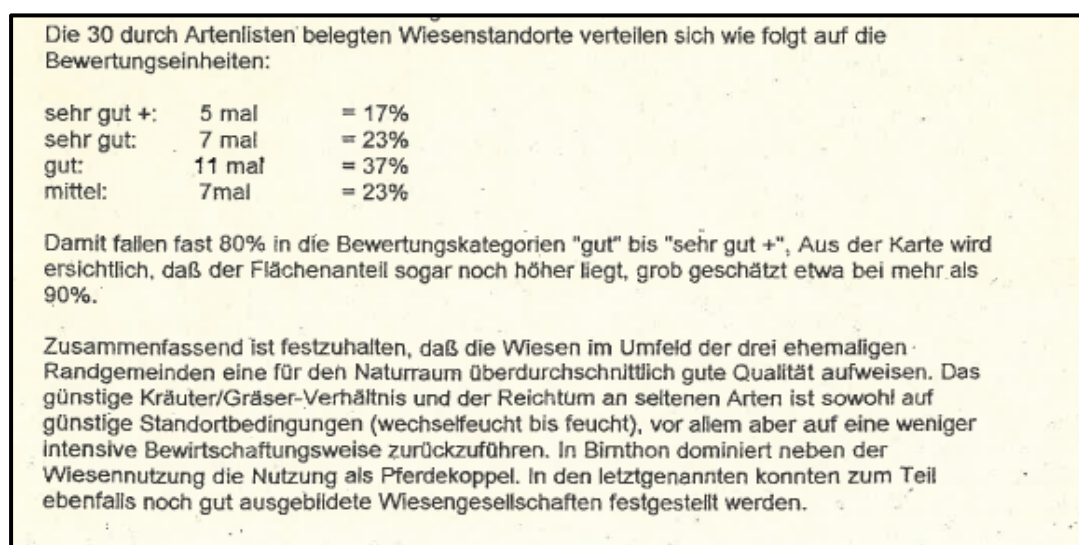 Die 30 durch Artenlisten belegten Wiesenstandorte verteilen sich wie folgt auf die
Bewertungseinheiten:
sehr gut +: 5 mal = 17%
sehr gut: 7 mal = 23%
gut: 11 mal = 37%
mittel: 7mal = 23%
Damit fallen fast 80% in die Bewertungskategorien "gut" bis "sehr gut +", Aus der Karte wird
ersichtlich, daß der Flächenanteil sogar noch höher liegt, grob geschätzt etwa bei mehr als
90%.
Zusammenfassend ist festzuhalten, daß die Wiesen im Umfeld der drei ehemaligen
Randgemeinden eine für den Naturraum überdurchschnittlich gute Qualität aufweisen. Das
günstige Kräuter/Gräser-Verhältnis und der Reichtum an seltenen Arten ist sowohl auf
günstige Standortbedingungen (wechselfeucht bis feucht), vor allem aber auf eine weniger
intensive Bewirtschaftungsweise zurückzuführen. In Birnthon dominiert neben der
Wiesennutzung die Nutzung als Pferdekoppel. In den letztgenannten konnten zum Teil
ebenfalls noch gut ausgebildete Wiesengesellschaften festgestellt werden.